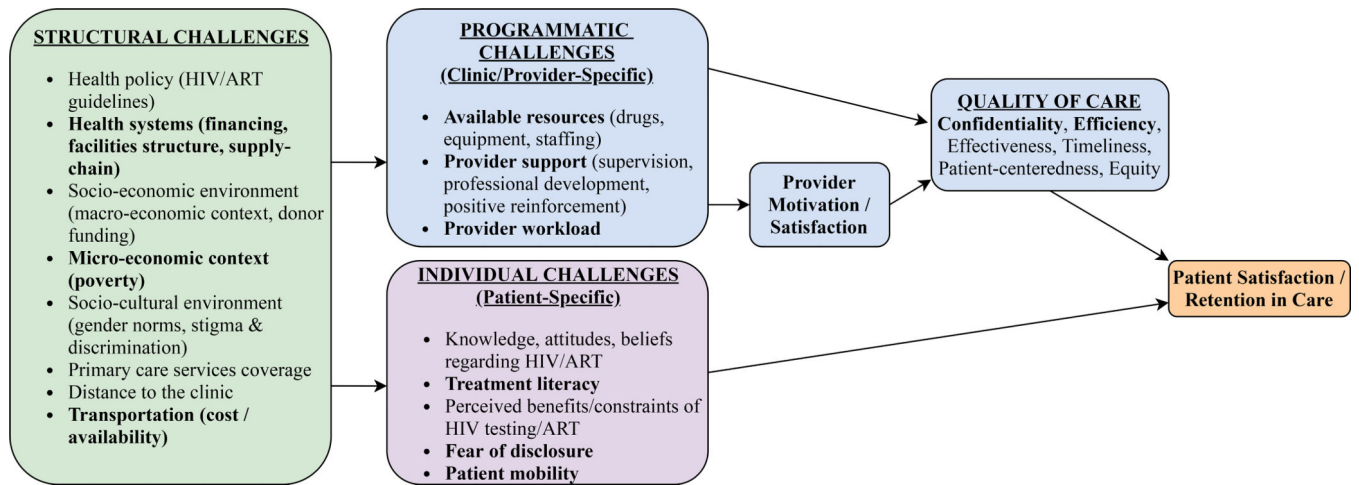 STRUCTURAL CHALLENGES
• Health policy (HIV/ART
guidelines)
• Health systems (financing,
facilities structure, supply-
chain)
• Socio-economic environment
(macro-economic context, donor
funding)
• Micro-economic context
(poverty)
• Socio-cultural environment
(gender norms, stigma &
discrimination)
• Primary care services coverage
• Distance to the clinic
• Transportation (cost /
availability)
PROGRAMMATIC
CHALLENGES
(Clinic/Provider-Specific)
• Available resources (drugs,
equipment, staffing)
• Provider support (supervision,
professional development,
positive reinforcement)
• Provider workload
INDIVIDUAL CHALLENGES
(Patient-Specific)
• Knowledge, attitudes, beliefs
regarding HIV/ART
• Treatment literacy
• Perceived benefits/constraints of
HIV testing/ART
• Fear of disclosure
• Patient mobility
Provider
Motivation /
Satisfaction
QUALITY OF CARE
Confidentiality, Efficiency,
Effectiveness, Timeliness,
Patient-centeredness, Equity
Patient Satisfaction /
Retention in Care